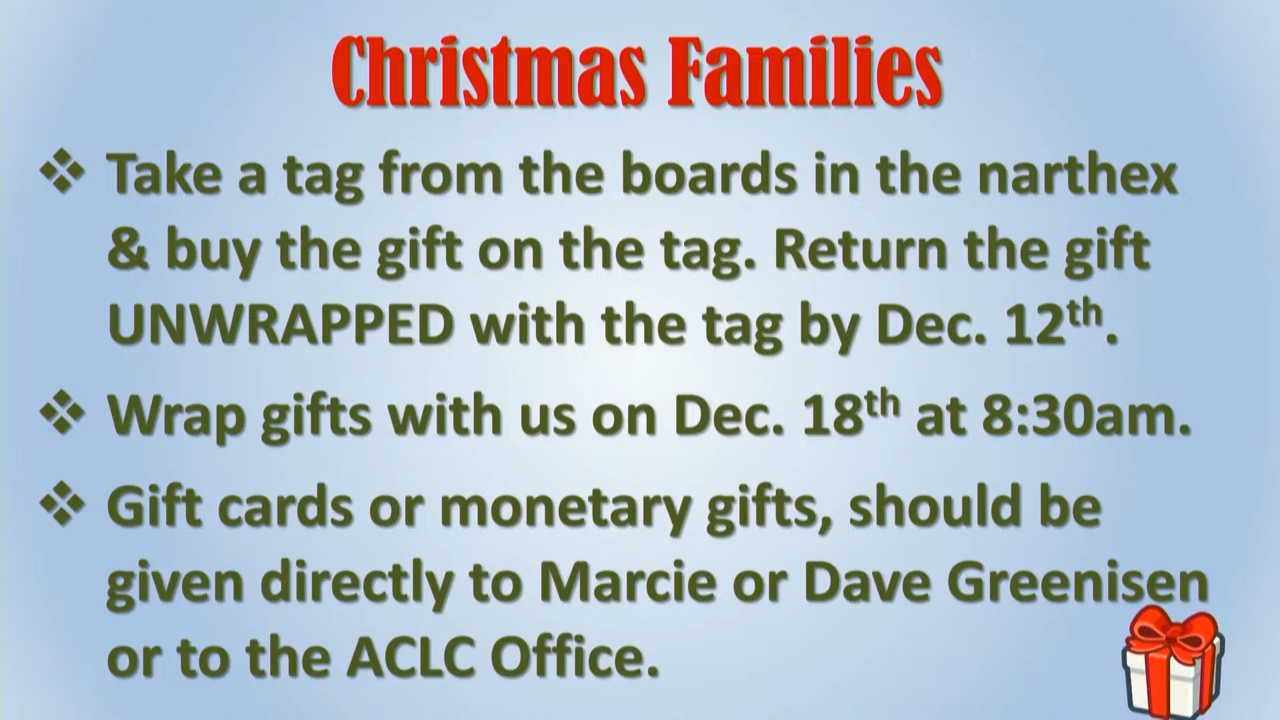 Christmas Families
❖ Take a tag from the boards in the narthex
& buy the gift on the tag. Return the gift
UNWRAPPED with the tag by Dec. 12th.
❖ Wrap gifts with us on Dec. 18th at 8:30am.
❖ Gift cards or monetary gifts, should be
given directly to Marcie or Dave Greenisen
or to the ACLC Office.